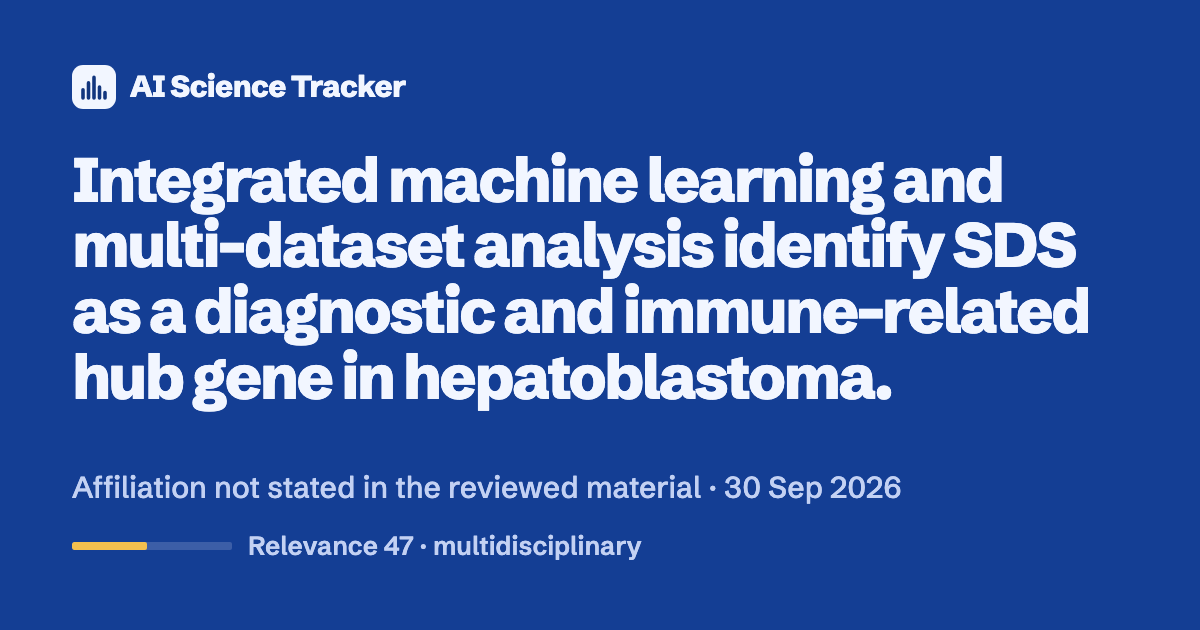 AI Science Tracker
Integrated machine learning and
multi-dataset analysis identify SDS
as a diagnostic and immune-related
hub gene in hepatoblastoma.
Affiliation not stated in the reviewed material · 30 Sep 2026
Relevance 47 · multidisciplinary